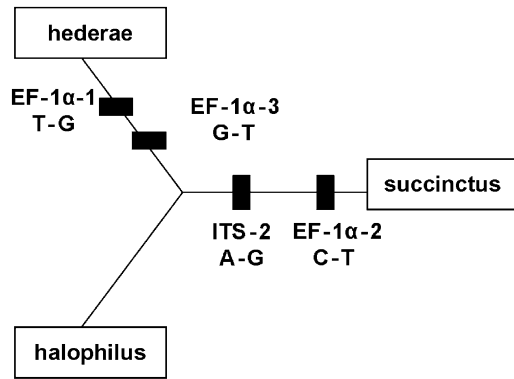 hederae
EF-1α-1
T-G
EF-1α-3
G-T
succinctus
ITS-2
A-G
EF-1α-2
C-T
halophilus